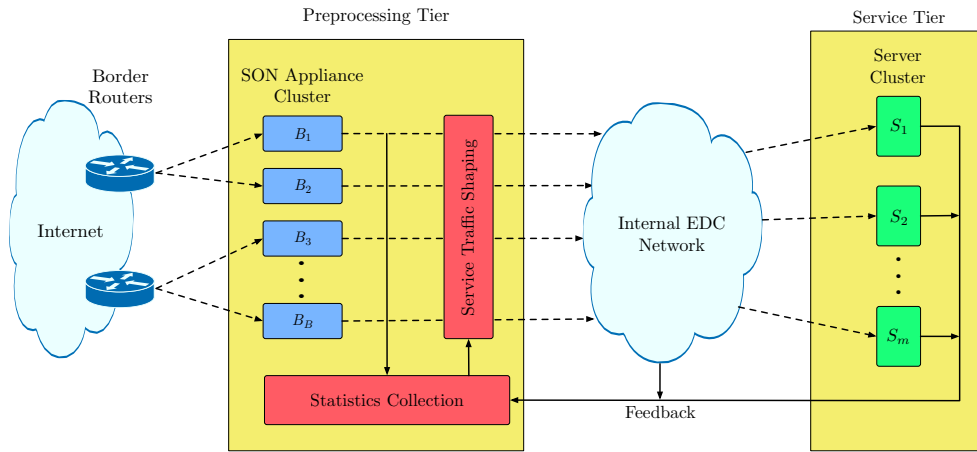 Preprocessing Tier
Service Tier
Border
Routers
SON Appliance
Cluster
Server
Cluster
B₁
B₂
B₃
B_B
Service Traffic Shaping
Internet
Internal EDC
Network
S₁
S₂
Sₘ
Statistics Collection
Feedback